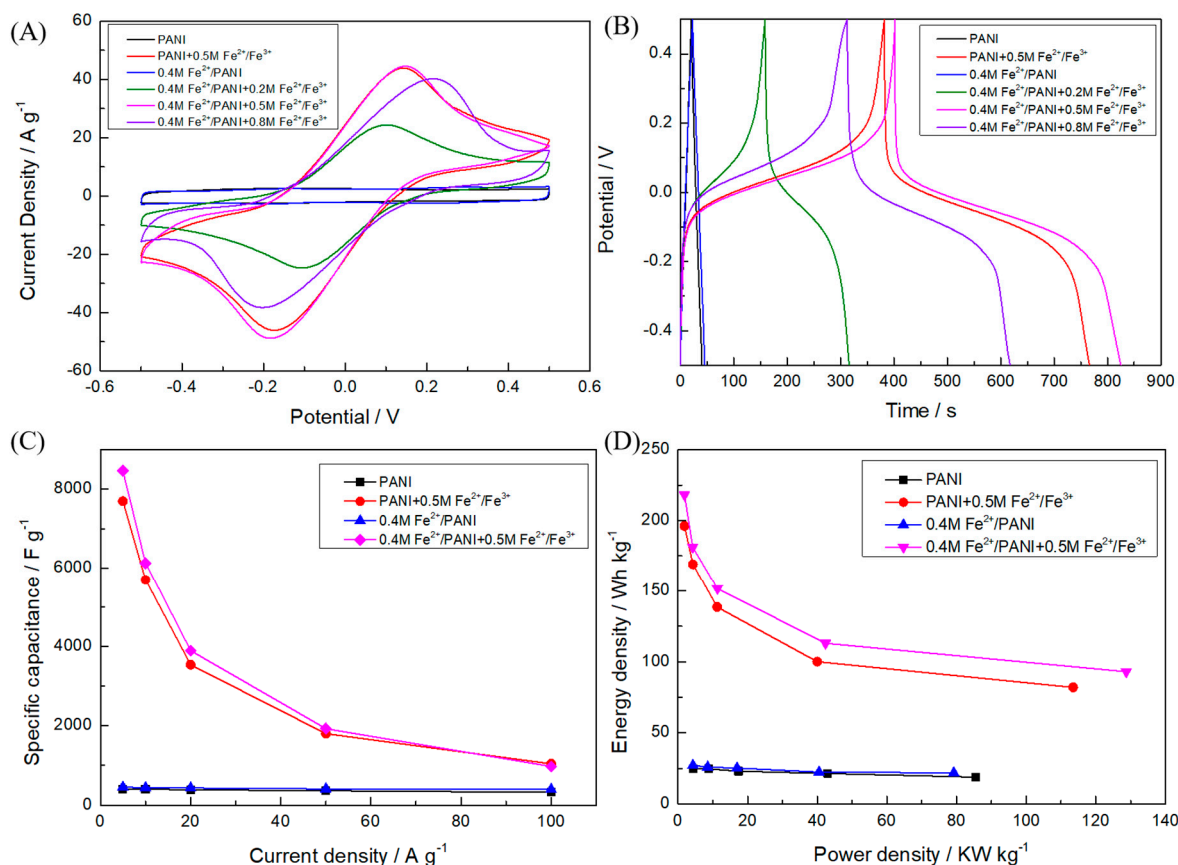 (A)
60
40
20
0
-20
-40
-60
Current Density / A g⁻¹
PANI
PANI+0.5M Fe²⁺/Fe³⁺
0.4M Fe²⁺/PANI
0.4M Fe²⁺/PANI+0.2M Fe²⁺/Fe³⁺
0.4M Fe²⁺/PANI+0.5M Fe²⁺/Fe³⁺
0.4M Fe²⁺/PANI+0.8M Fe²⁺/Fe³⁺
-0.6 -0.4 -0.2 0.0 0.2 0.4 0.6
Potential / V
(B)
0.4
0.2
0.0
-0.2
-0.4
Potential / V
PANI
PANI+0.5M Fe²⁺/Fe³⁺
0.4M Fe²⁺/PANI
0.4M Fe²⁺/PANI+0.2M Fe²⁺/Fe³⁺
0.4M Fe²⁺/PANI+0.5M Fe²⁺/Fe³⁺
0.4M Fe²⁺/PANI+0.8M Fe²⁺/Fe³⁺
0 100 200 300 400 500 600 700 800 900
Time / s
(C)
8000
6000
4000
2000
0
Specific capacitance / F g⁻¹
PANI
PANI+0.5M Fe²⁺/Fe³⁺
0.4M Fe²⁺/PANI
0.4M Fe²⁺/PANI+0.5M Fe²⁺/Fe³⁺
0 20 40 60 80 100
Current density / A g⁻¹
(D)
250
225
200
175
150
125
100
75
50
25
0
Energy density / Wh kg⁻¹
PANI
PANI+0.5M Fe²⁺/Fe³⁺
0.4M Fe²⁺/PANI
0.4M Fe²⁺/PANI+0.5M Fe²⁺/Fe³⁺
0 20 40 60 80 100 120 140
Power density / KW kg⁻¹